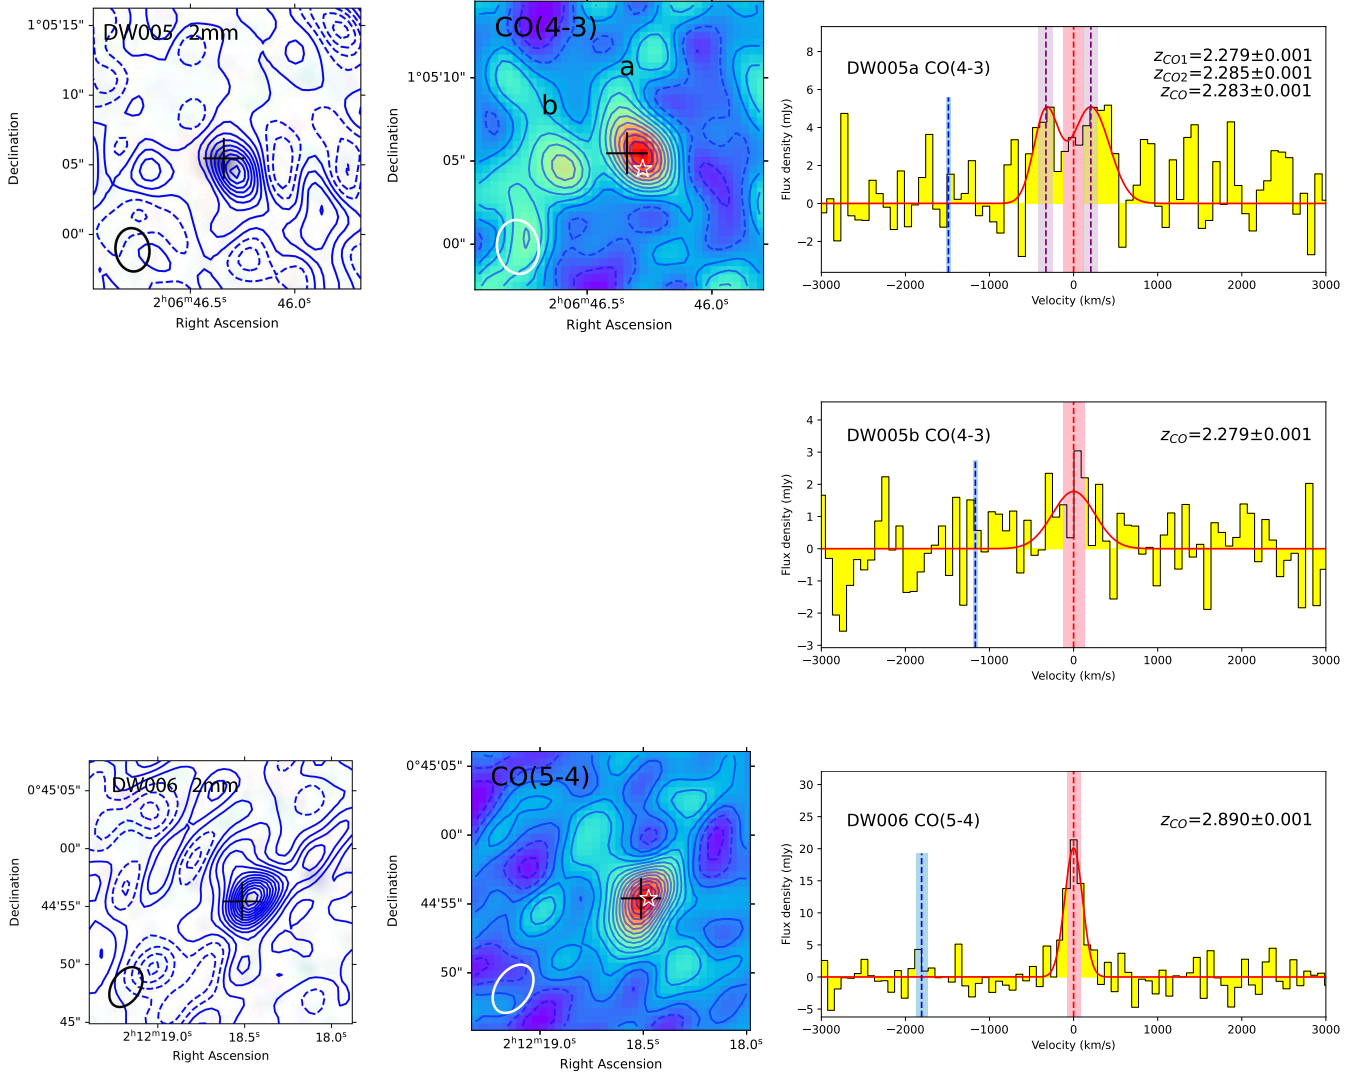 DW005 2mm
1°05'15"
10"
05"
00"
Declination
2ʰ06ᵐ46.5ˢ
46.0ˢ
Right Ascension
CO(4-3)
a
b
1°05'10"
05"
00"
Declination
2ʰ06ᵐ46.5ˢ
46.0ˢ
Right Ascension
DW005a CO(4-3)
z_CO1=2.279±0.001
z_CO2=2.285±0.001
z_CO=2.283±0.001
8
6
4
2
0
−2
Flux density (mJy)
−3000 −2000 −1000 0 1000 2000 3000
Velocity (km/s)
DW005b CO(4-3)
z_CO=2.279±0.001
4
3
2
1
0
−1
−2
−3
Flux density (mJy)
−3000 −2000 −1000 0 1000 2000 3000
Velocity (km/s)
DW006 2mm
0°45'05"
00"
44'55"
50"
45"
Declination
2ʰ12ᵐ19.0ˢ
18.5ˢ
18.0ˢ
Right Ascension
CO(5-4)
0°45'05"
00"
44'55"
50"
Declination
2ʰ12ᵐ19.0ˢ
18.5ˢ
18.0ˢ
Right Ascension
DW006 CO(5-4)
z_CO=2.890±0.001
30
25
20
15
10
5
0
−5
Flux density (mJy)
−3000 −2000 −1000 0 1000 2000 3000
Velocity (km/s)